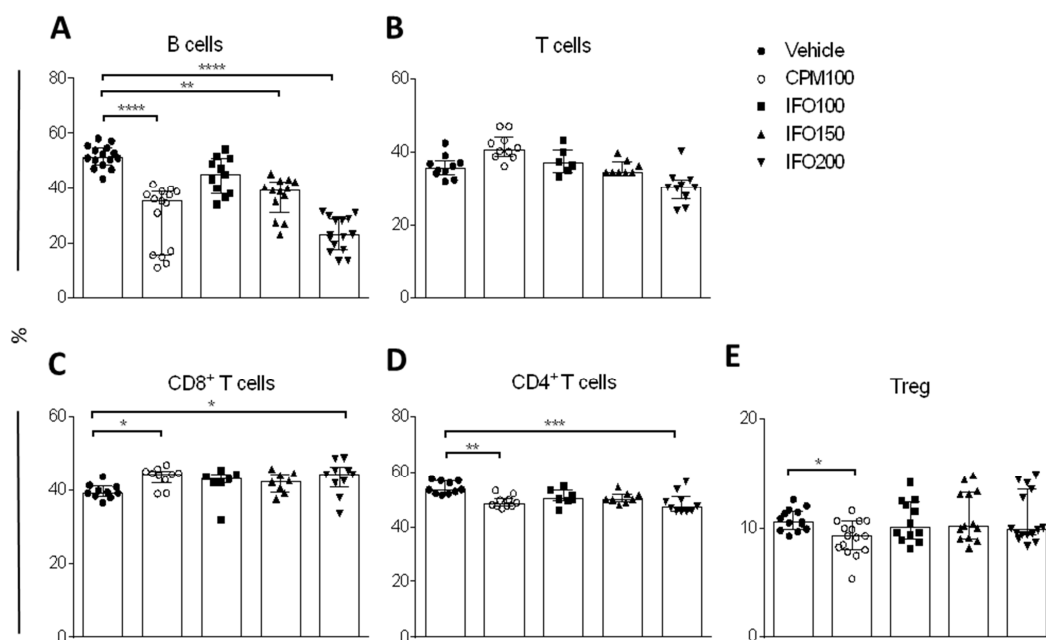 A
B cells
****
**
****
80
60
40
20
0
B
T cells
60
40
20
0
Vehicle
CPM100
IFO100
IFO150
IFO200
%
C
CD8+ T cells
*
*
60
40
20
0
D
CD4+ T cells
***
**
80
60
40
20
0
E
Treg
*
20
10
0